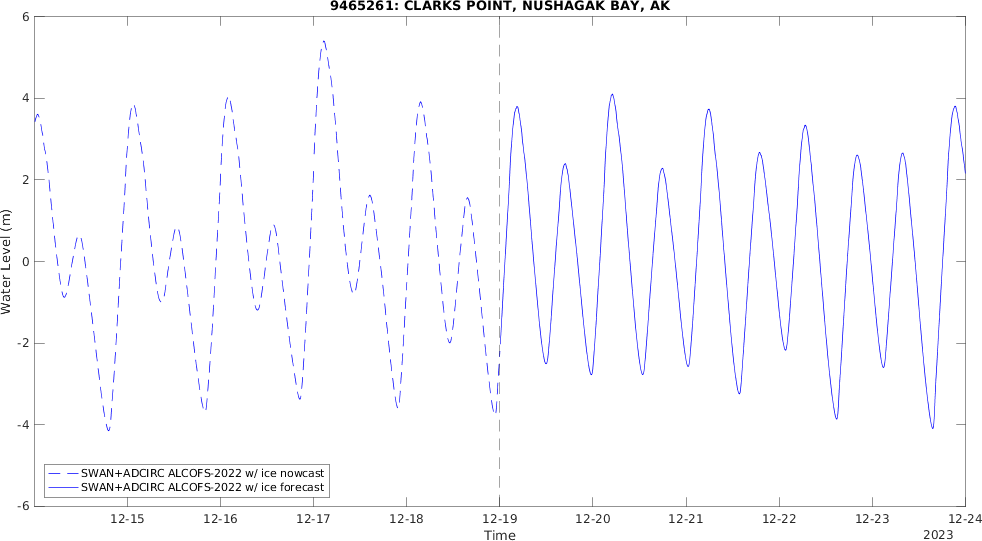 9465261: CLARKS POINT, NUSHAGAK BAY, AK
Water Level (m)
6
4
2
0
-2
-4
-6
SWAN+ADCIRC ALCOFS-2022 w/ ice nowcast
SWAN+ADCIRC ALCOFS-2022 w/ ice forecast
12-15 12-16 12-17 12-18 12-19 12-20 12-21 12-22 12-23 12-24
Time 2023